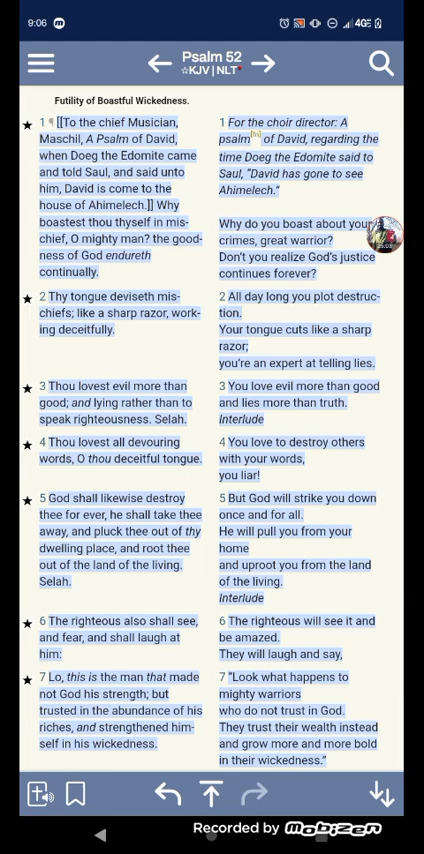 9:06
4GE
Psalm 52
☆KJV | NLT
Futility of Boastful Wickedness.
1 ¶ [[To the chief Musician,
Maschil, A Psalm of David,
when Doeg the Edomite came
and told Saul, and said unto
him, David is come to the
house of Ahimelech.]] Why
boastest thou thyself in mis-
chief, O mighty man? the good-
ness of God endureth
continually.
2 Thy tongue deviseth mis-
chiefs; like a sharp razor, work-
ing deceitfully.
3 Thou lovest evil more than
good; and lying rather than to
speak righteousness. Selah.
4 Thou lovest all devouring
words, O thou deceitful tongue.
5 God shall likewise destroy
thee for ever, he shall take thee
away, and pluck thee out of thy
dwelling place, and root thee
out of the land of the living.
Selah.
6 The righteous also shall see,
and fear, and shall laugh at
him:
7 Lo, this is the man that made
not God his strength; but
trusted in the abundance of his
riches, and strengthened him-
self in his wickedness.
1 For the choir director: A
psalm of David, regarding the
time Doeg the Edomite said to
Saul, “David has gone to see
Ahimelech.”
Why do you boast about your
crimes, great warrior?
Don’t you realize God’s justice
continues forever?
2 All day long you plot destruc-
tion.
Your tongue cuts like a sharp
razor;
you’re an expert at telling lies.
3 You love evil more than good
and lies more than truth.
Interlude
4 You love to destroy others
with your words,
you liar!
5 But God will strike you down
once and for all.
He will pull you from your
home
and uproot you from the land
of the living.
Interlude
6 The righteous will see it and
be amazed.
They will laugh and say,
7 “Look what happens to
mighty warriors
who do not trust in God.
They trust their wealth instead
and grow more and more bold
in their wickedness.”
Recorded by Mobizen